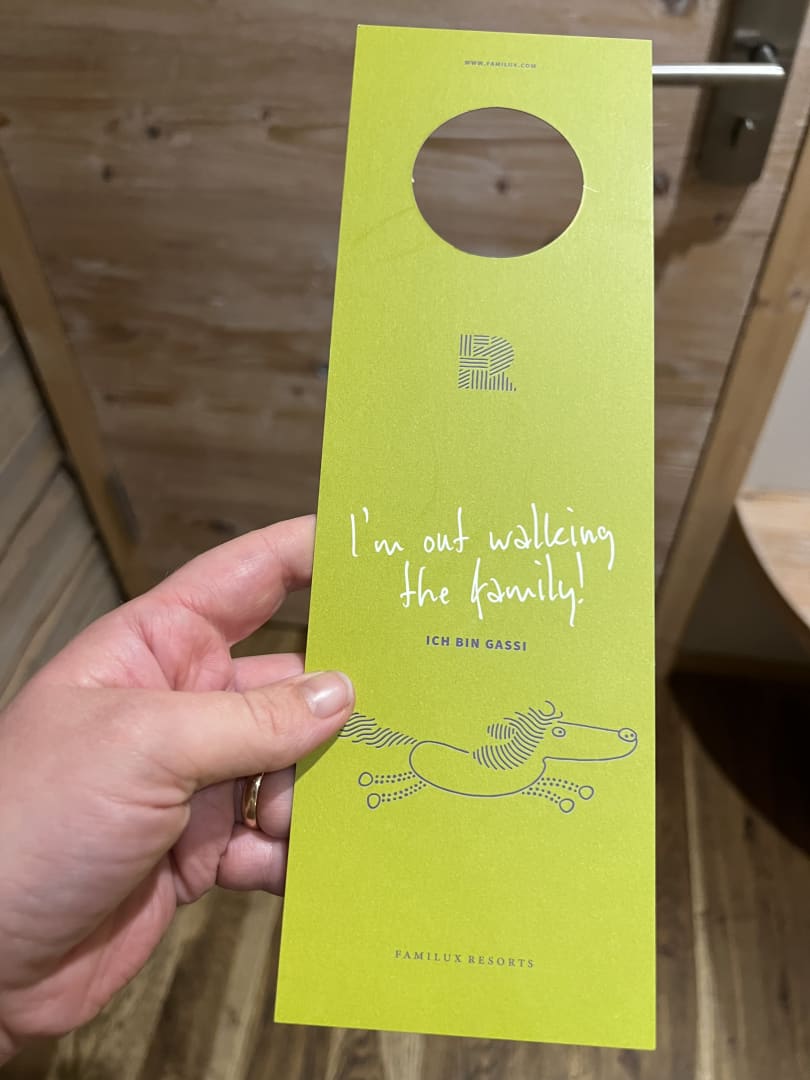 WWW.FAMILUX.COM
R
I'm out walking
the family!
ICH BIN GASSI
FAMILUX RESORTS